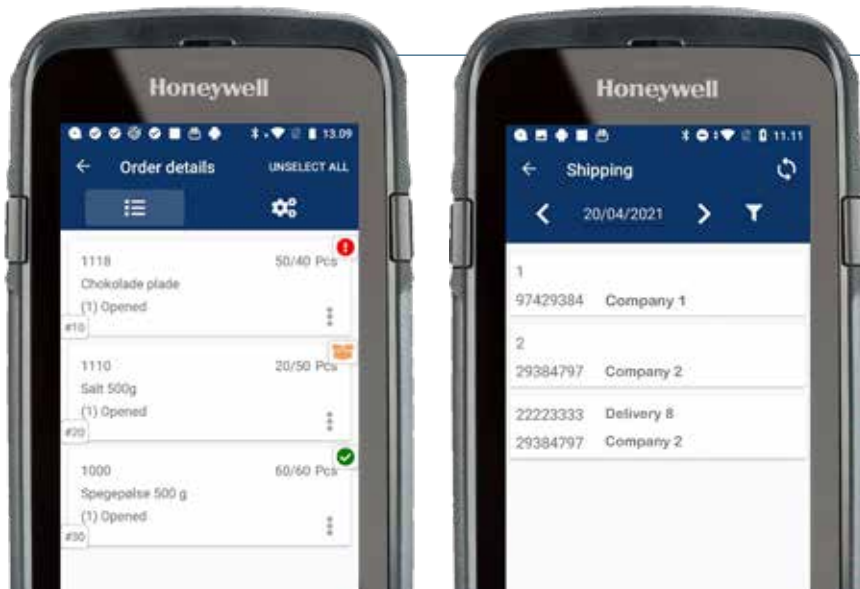 Honeywell
13.09
Order details
UNSELECT ALL
1118 50/40 Pcs
Chokolade plade
(1) Opened
#10
1110 20/50 Pcs
Salt 500g
(1) Opened
#20
1000 60/60 Pcs
Spegepølse 500 g
(1) Opened
#30
Honeywell
11.11
Shipping
20/04/2021
1
97429384 Company 1
2
29384797 Company 2
22223333 Delivery 8
29384797 Company 2